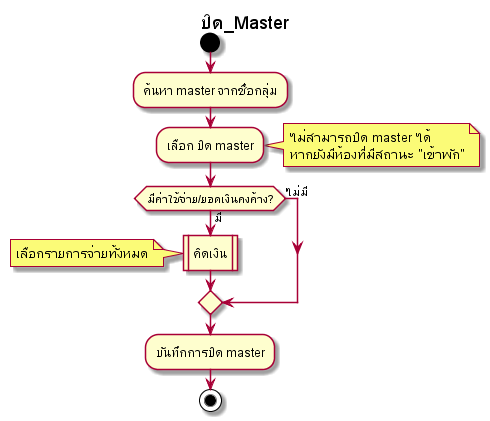 ปิด_Master
ค้นหา master จากชื่อกลุ่ม
เลือก ปิด master
ไม่สามารถปิด master ได้
หากยังมีห้องที่มีสถานะ "เข้าพัก"
มีค่าใช้จ่าย/ยอดเงินคงค้าง?
ไม่มี
มี
เลือกรายการจ่ายทั้งหมด
คิดเงิน
บันทึกการปิด master